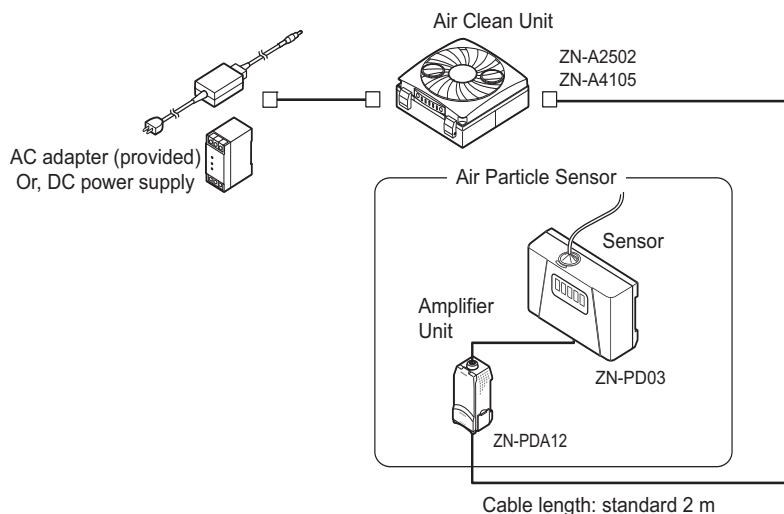 Air Clean Unit
ZN-A2502
ZN-A4105
AC adapter (provided)
Or, DC power supply
Air Particle Sensor
Sensor
Amplifier
Unit
ZN-PD03
ZN-PDA12
Cable length: standard 2 m